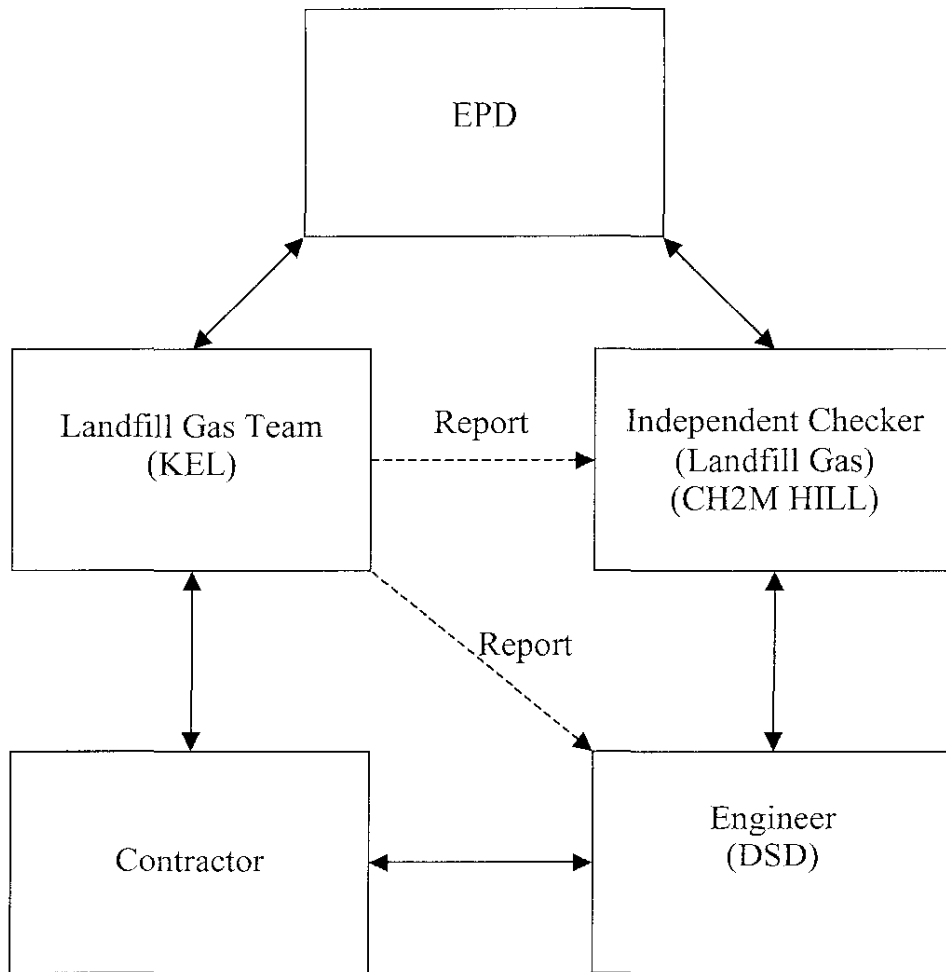 EPD
Landfill Gas Team
(KEL)
Report
Independent Checker
(Landfill Gas)
(CH2M HILL)
Report
Contractor
Engineer
(DSD)